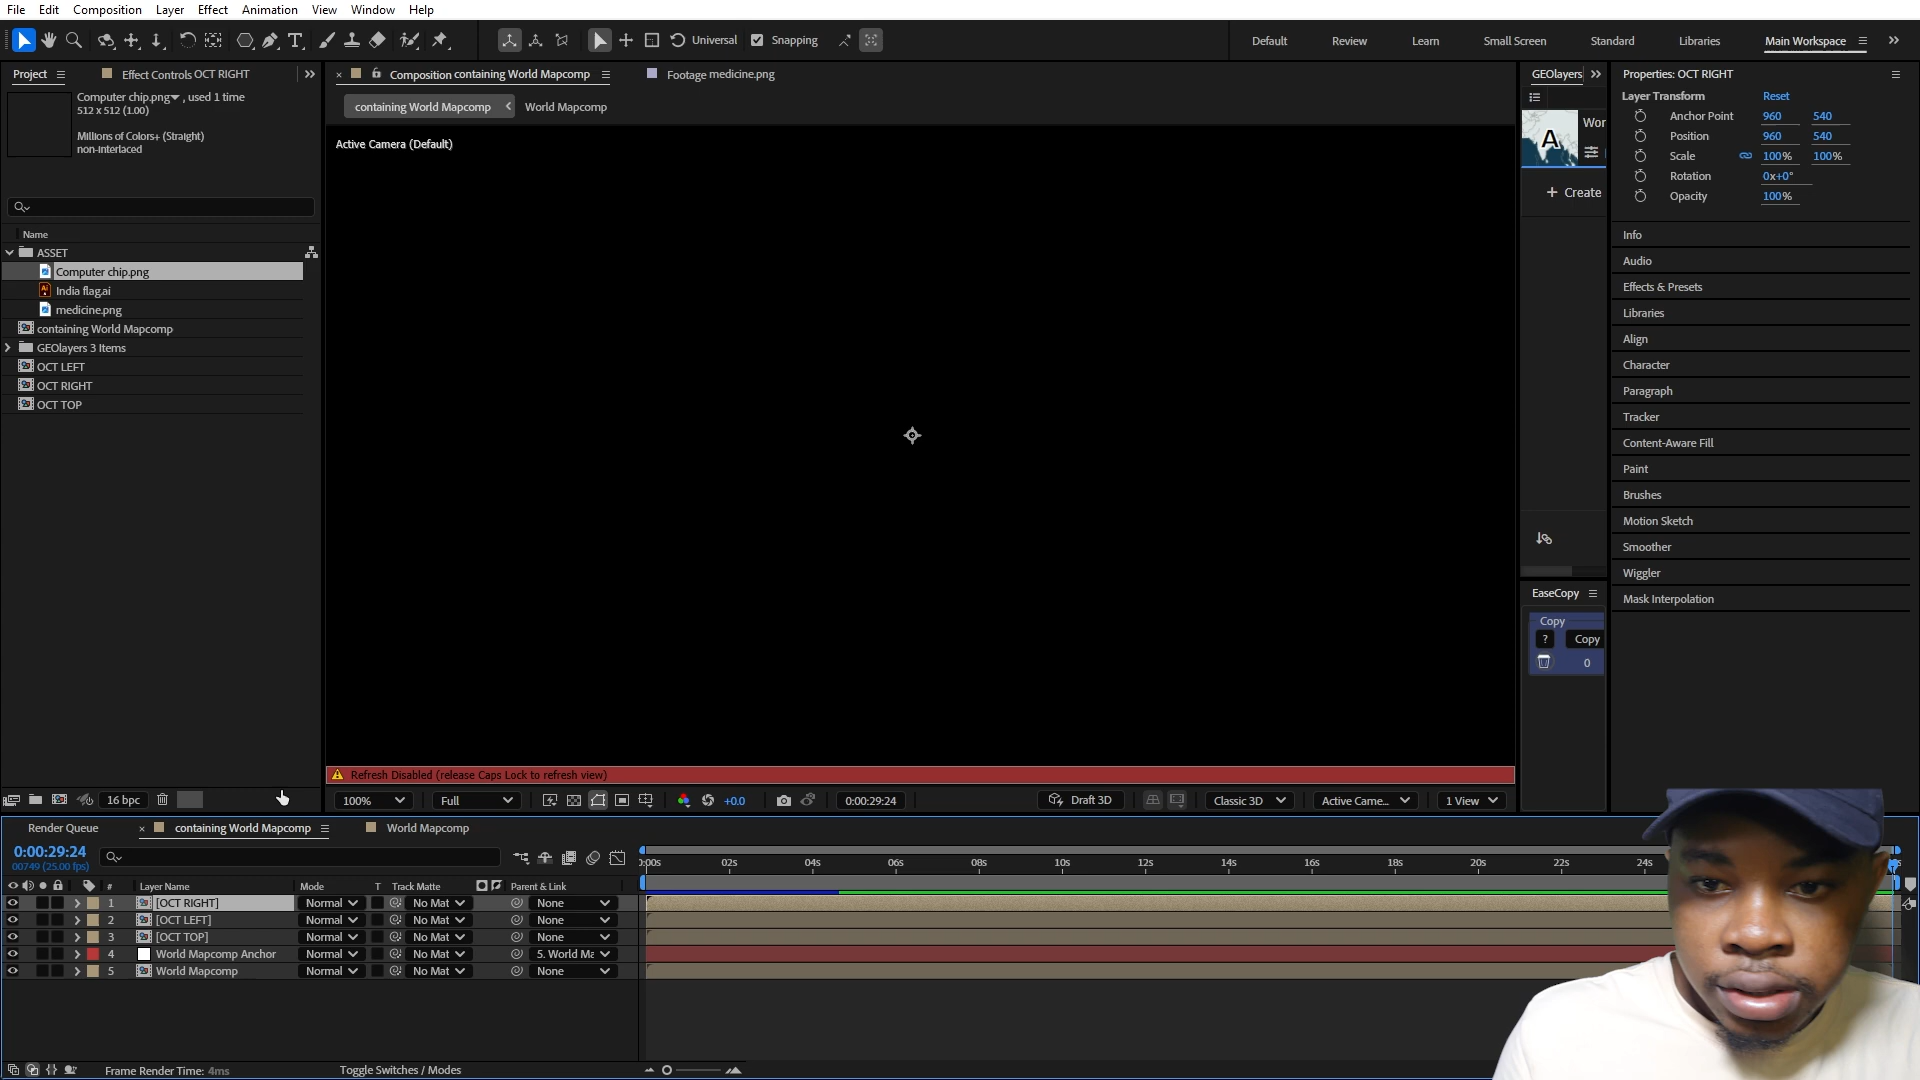 File Edit Composition Layer Effect Animation View Window Help
Universal Snapping Default Review Learn Small Screen Standard Libraries Main Workspace
Project Effect Controls OCT RIGHT
Computer chip.png , used 1 time
512 x 512 (1.00)
Millions of Colors+ (Straight)
non-interlaced
Name
ASSET
Computer chip.png
India flag.ai
medicine.png
containing World Mapcomp
GEOlayers 3 Items
OCT LEFT
OCT RIGHT
OCT TOP
16 bpc
Composition containing World Mapcomp Footage medicine.png
containing World Mapcomp World Mapcomp
Active Camera (Default)
Refresh Disabled (release Caps Lock to refresh view)
100% Full +0.0 0:00:29:24 Draft 3D Classic 3D Active Came... 1 View
GEOlayers
Wor
A
+ Create
EaseCopy
Copy
? Copy
0
Properties: OCT RIGHT
Layer Transform Reset
Anchor Point 960 540
Position 960 540
Scale 100% 100%
Rotation 0x+0°
Opacity 100%
Info
Audio
Effects & Presets
Libraries
Align
Character
Paragraph
Tracker
Content-Aware Fill
Paint
Brushes
Motion Sketch
Smoother
Wiggler
Mask Interpolation
Render Queue containing World Mapcomp World Mapcomp
0:00:29:24
00749 (25.00 fps)
:00s 02s 04s 06s 08s 10s 12s 14s 16s 18s 20s 22s 24s
# Layer Name Mode T Track Matte Parent & Link
1 [OCT RIGHT] Normal No Mat None
2 [OCT LEFT] Normal No Mat None
3 [OCT TOP] Normal No Mat None
4 World Mapcomp Anchor Normal No Mat 5. World Ma
5 World Mapcomp Normal No Mat None
Frame Render Time: 4ms Toggle Switches / Modes